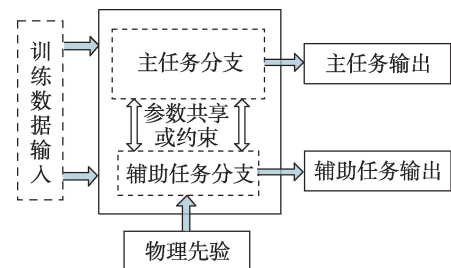 训练数据输入
主任务分支
主任务输出
参数共享
或约束
辅助任务分支
辅助任务输出
物理先验